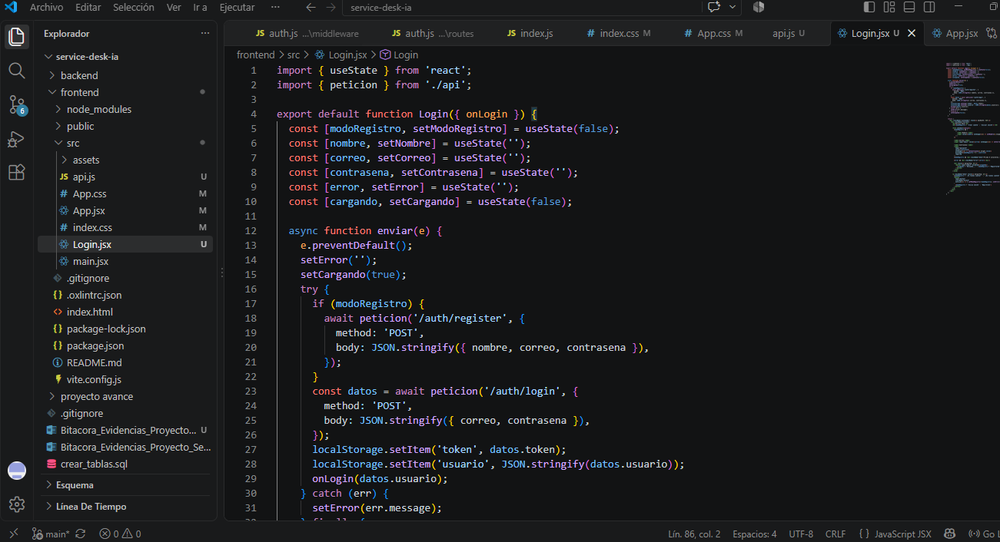 Archivo Editar Selección Ver Ir a Ejecutar ··· service-desk-ia
Explorador ···
service-desk-ia
backend
frontend
node_modules
public
src
assets
JS api.js U
# App.css M
App.jsx M
# index.css M
Login.jsx U
main.jsx
.gitignore
{} .oxlintrc.json
<> index.html
{} package-lock.json
{} package.json
README.md
vite.config.js
proyecto avance
.gitignore
Bitacora_Evidencias_Proyecto... U
Bitacora_Evidencias_Proyecto_Se...
crear_tablas.sql
Esquema
Línea De Tiempo
6
JS auth.js ...\middleware JS auth.js ...\routes JS index.js # index.css M # App.css M api.js U Login.jsx U App.jsx
frontend > src > Login.jsx > Login
1 import { useState } from 'react';
2 import { peticion } from './api';
3
4 export default function Login({ onLogin }) {
5 const [modoRegistro, setModoRegistro] = useState(false);
6 const [nombre, setNombre] = useState('');
7 const [correo, setCorreo] = useState('');
8 const [contrasena, setContrasena] = useState('');
9 const [error, setError] = useState('');
10 const [cargando, setCargando] = useState(false);
11
12 async function enviar(e) {
13 e.preventDefault();
14 setError('');
15 setCargando(true);
16 try {
17 if (modoRegistro) {
18 await peticion('/auth/register', {
19 method: 'POST',
20 body: JSON.stringify({ nombre, correo, contrasena }),
21 });
22 }
23 const datos = await peticion('/auth/login', {
24 method: 'POST',
25 body: JSON.stringify({ correo, contrasena }),
26 });
27 localStorage.setItem('token', datos.token);
28 localStorage.setItem('usuario', JSON.stringify(datos.usuario));
29 onLogin(datos.usuario);
30 } catch (err) {
31 setError(err.message);
main* 0 0 Lín. 86, col. 2 Espacios: 4 UTF-8 CRLF {} JavaScript JSX Go L